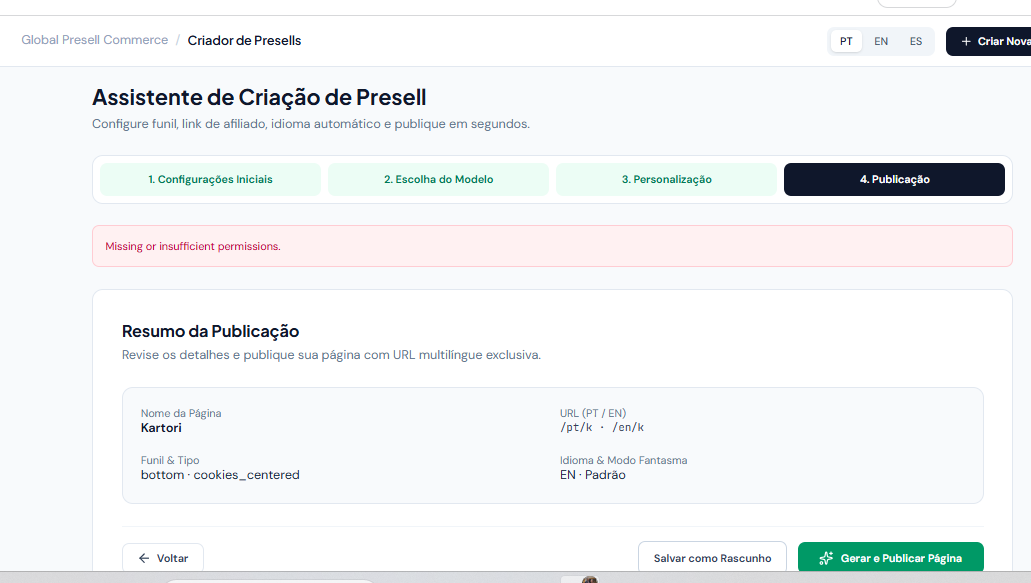 Global Presell Commerce / Criador de Presells
PT EN ES
+ Criar Nova
Assistente de Criação de Presell
Configure funil, link de afiliado, idioma automático e publique em segundos.
1. Configurações Iniciais
2. Escolha do Modelo
3. Personalização
4. Publicação
Missing or insufficient permissions.
Resumo da Publicação
Revise os detalhes e publique sua página com URL multilíngue exclusiva.
Nome da Página
Kartori
URL (PT / EN)
/pt/k · /en/k
Funil & Tipo
bottom · cookies_centered
Idioma & Modo Fantasma
EN · Padrão
← Voltar
Salvar como Rascunho
Gerar e Publicar Página